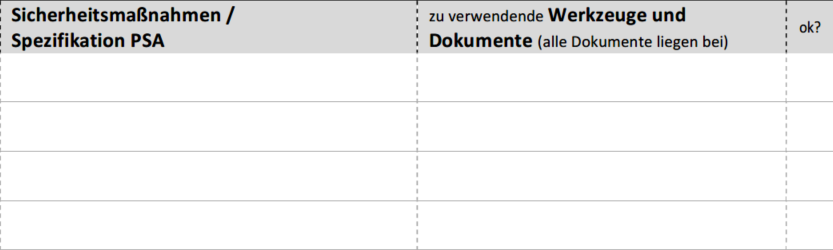 Sicherheitsmaßnahmen /
Spezifikation PSA
zu verwendende Werkzeuge und
Dokumente (alle Dokumente liegen bei)
ok?